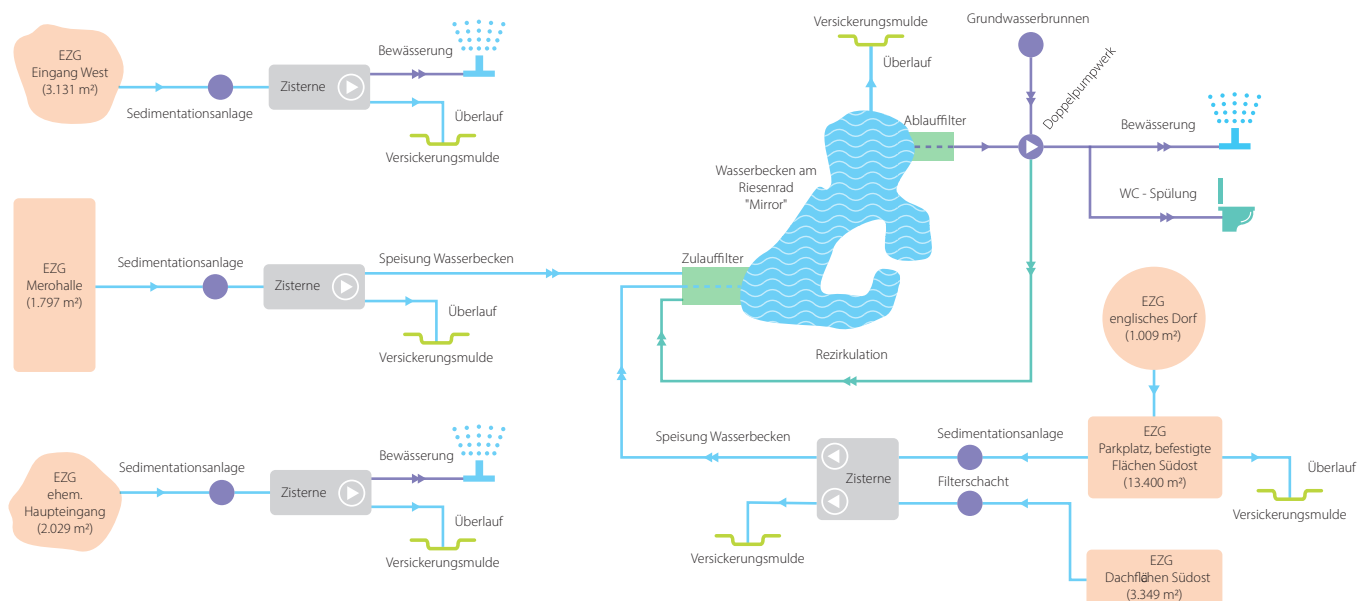 EZG
Eingang West
(3.131 m²)
Sedimentationsanlage
Zisterne
Bewässerung
Überlauf
Versickerungsmulde
EZG
Merohalle
(1.797 m²)
Sedimentationsanlage
Zisterne
Speisung Wasserbecken
Überlauf
Versickerungsmulde
EZG
ehem.
Haupteingang
(2.029 m²)
Sedimentationsanlage
Zisterne
Bewässerung
Überlauf
Versickerungsmulde
Versickerungsmulde
Überlauf
Grundwasserbrunnen
Doppelpumpwerk
Ablauffilter
Wasserbecken am
Riesenrad
"Mirror"
Zulauffilter
Bewässerung
WC - Spülung
Rezirkulation
EZG
englisches Dorf
(1.009 m²)
Speisung Wasserbecken
Zisterne
Sedimentationsanlage
Filterschacht
EZG
Parkplatz, befestigte
Flächen Südost
(13.400 m²)
Überlauf
Versickerungsmulde
Versickerungsmulde
EZG
Dachflächen Südost
(3.349 m²)